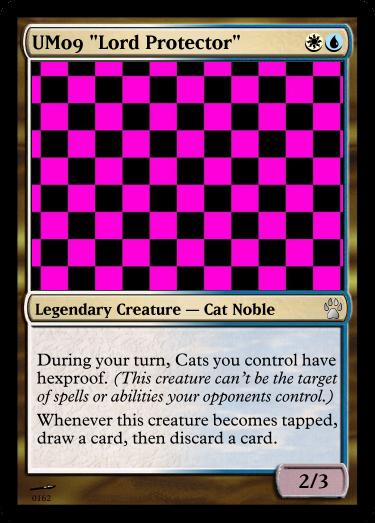 UM09 "Lord Protector"
Legendary Creature — Cat Noble
During your turn, Cats you control have
hexproof. (This creature can't be the target
of spells or abilities your opponents control.)
Whenever this creature becomes tapped,
draw a card, then discard a card.
2/3
0162